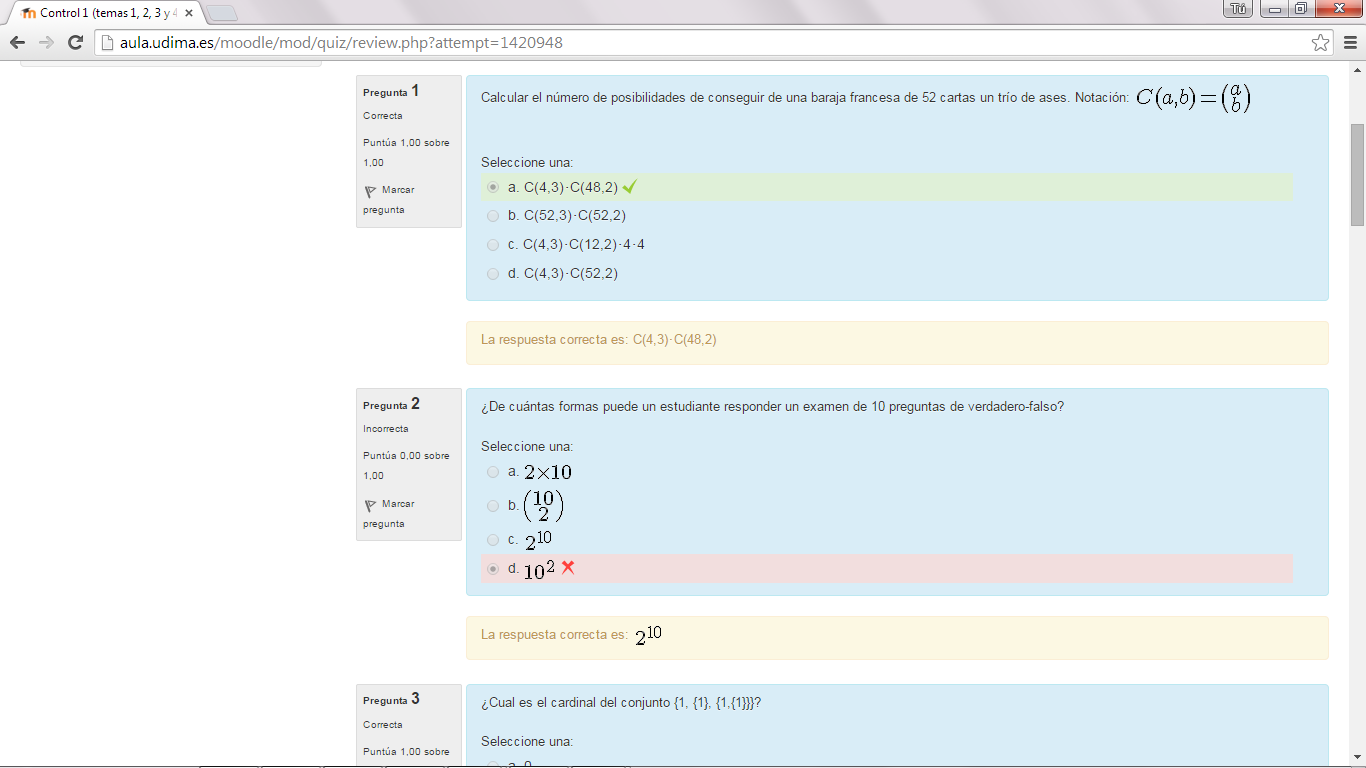 Control 1 (temas 1, 2, 3 y 4
Tú
aula.udima.es/moodle/mod/quiz/review.php?attempt=1420948
Pregunta 1
Correcta
Puntúa 1,00 sobre
1,00
Marcar
pregunta
Calcular el número de posibilidades de conseguir de una baraja francesa de 52 cartas un trío de ases. Notación: C(a,b)=(a b)
Seleccione una:
a. C(4,3)·C(48,2)
b. C(52,3)·C(52,2)
c. C(4,3)·C(12,2)·4·4
d. C(4,3)·C(52,2)
La respuesta correcta es: C(4,3)·C(48,2)
Pregunta 2
Incorrecta
Puntúa 0,00 sobre
1,00
Marcar
pregunta
¿De cuántas formas puede un estudiante responder un examen de 10 preguntas de verdadero-falso?
Seleccione una:
a. 2×10
b. (10 2)
c. 2^10
d. 10^2
La respuesta correcta es: 2^10
Pregunta 3
Correcta
Puntúa 1,00 sobre
¿Cual es el cardinal del conjunto {1, {1}, {1,{1}}}?
Seleccione una:
a. 0